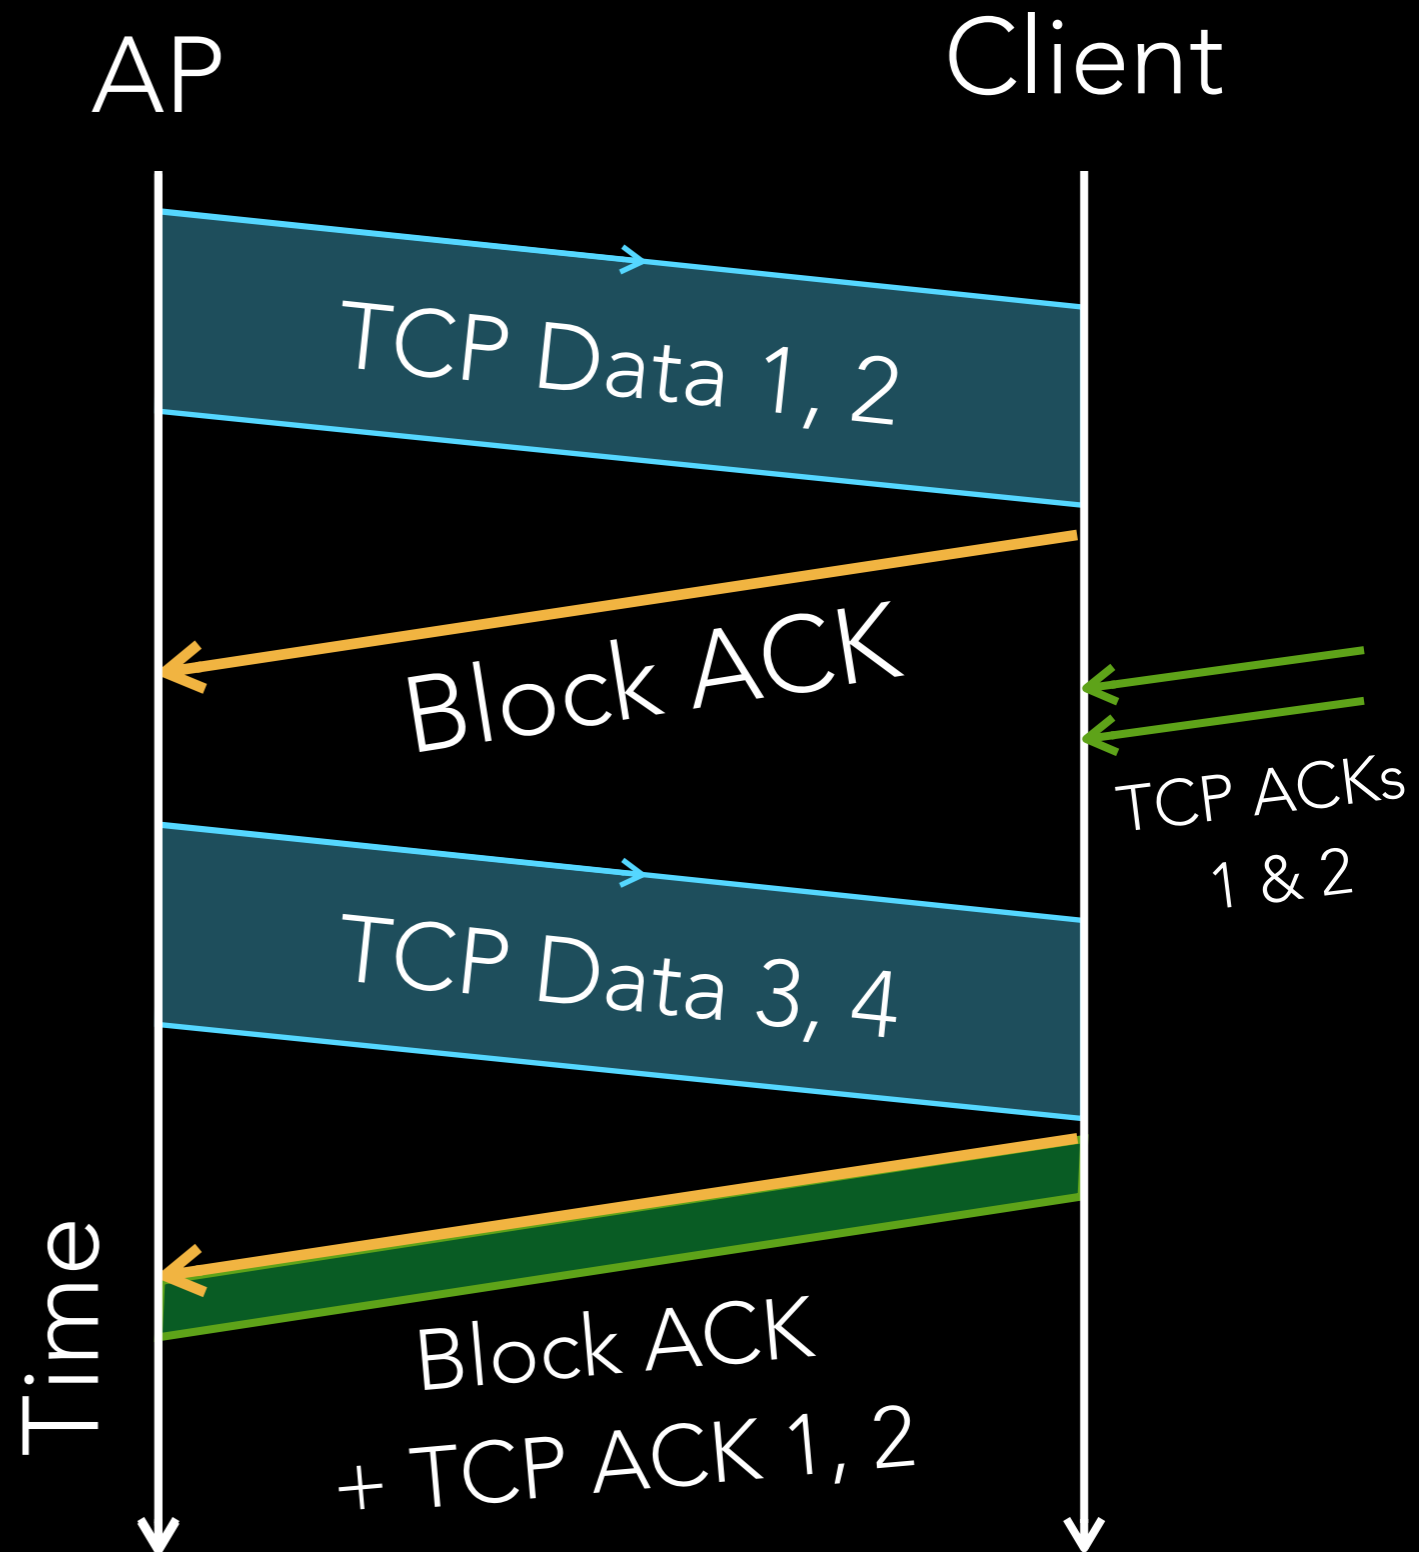 AP
Client
TCP Data 1, 2
Block ACK
TCP ACKs
1 & 2
TCP Data 3, 4
Block ACK
+ TCP ACK 1, 2
Time